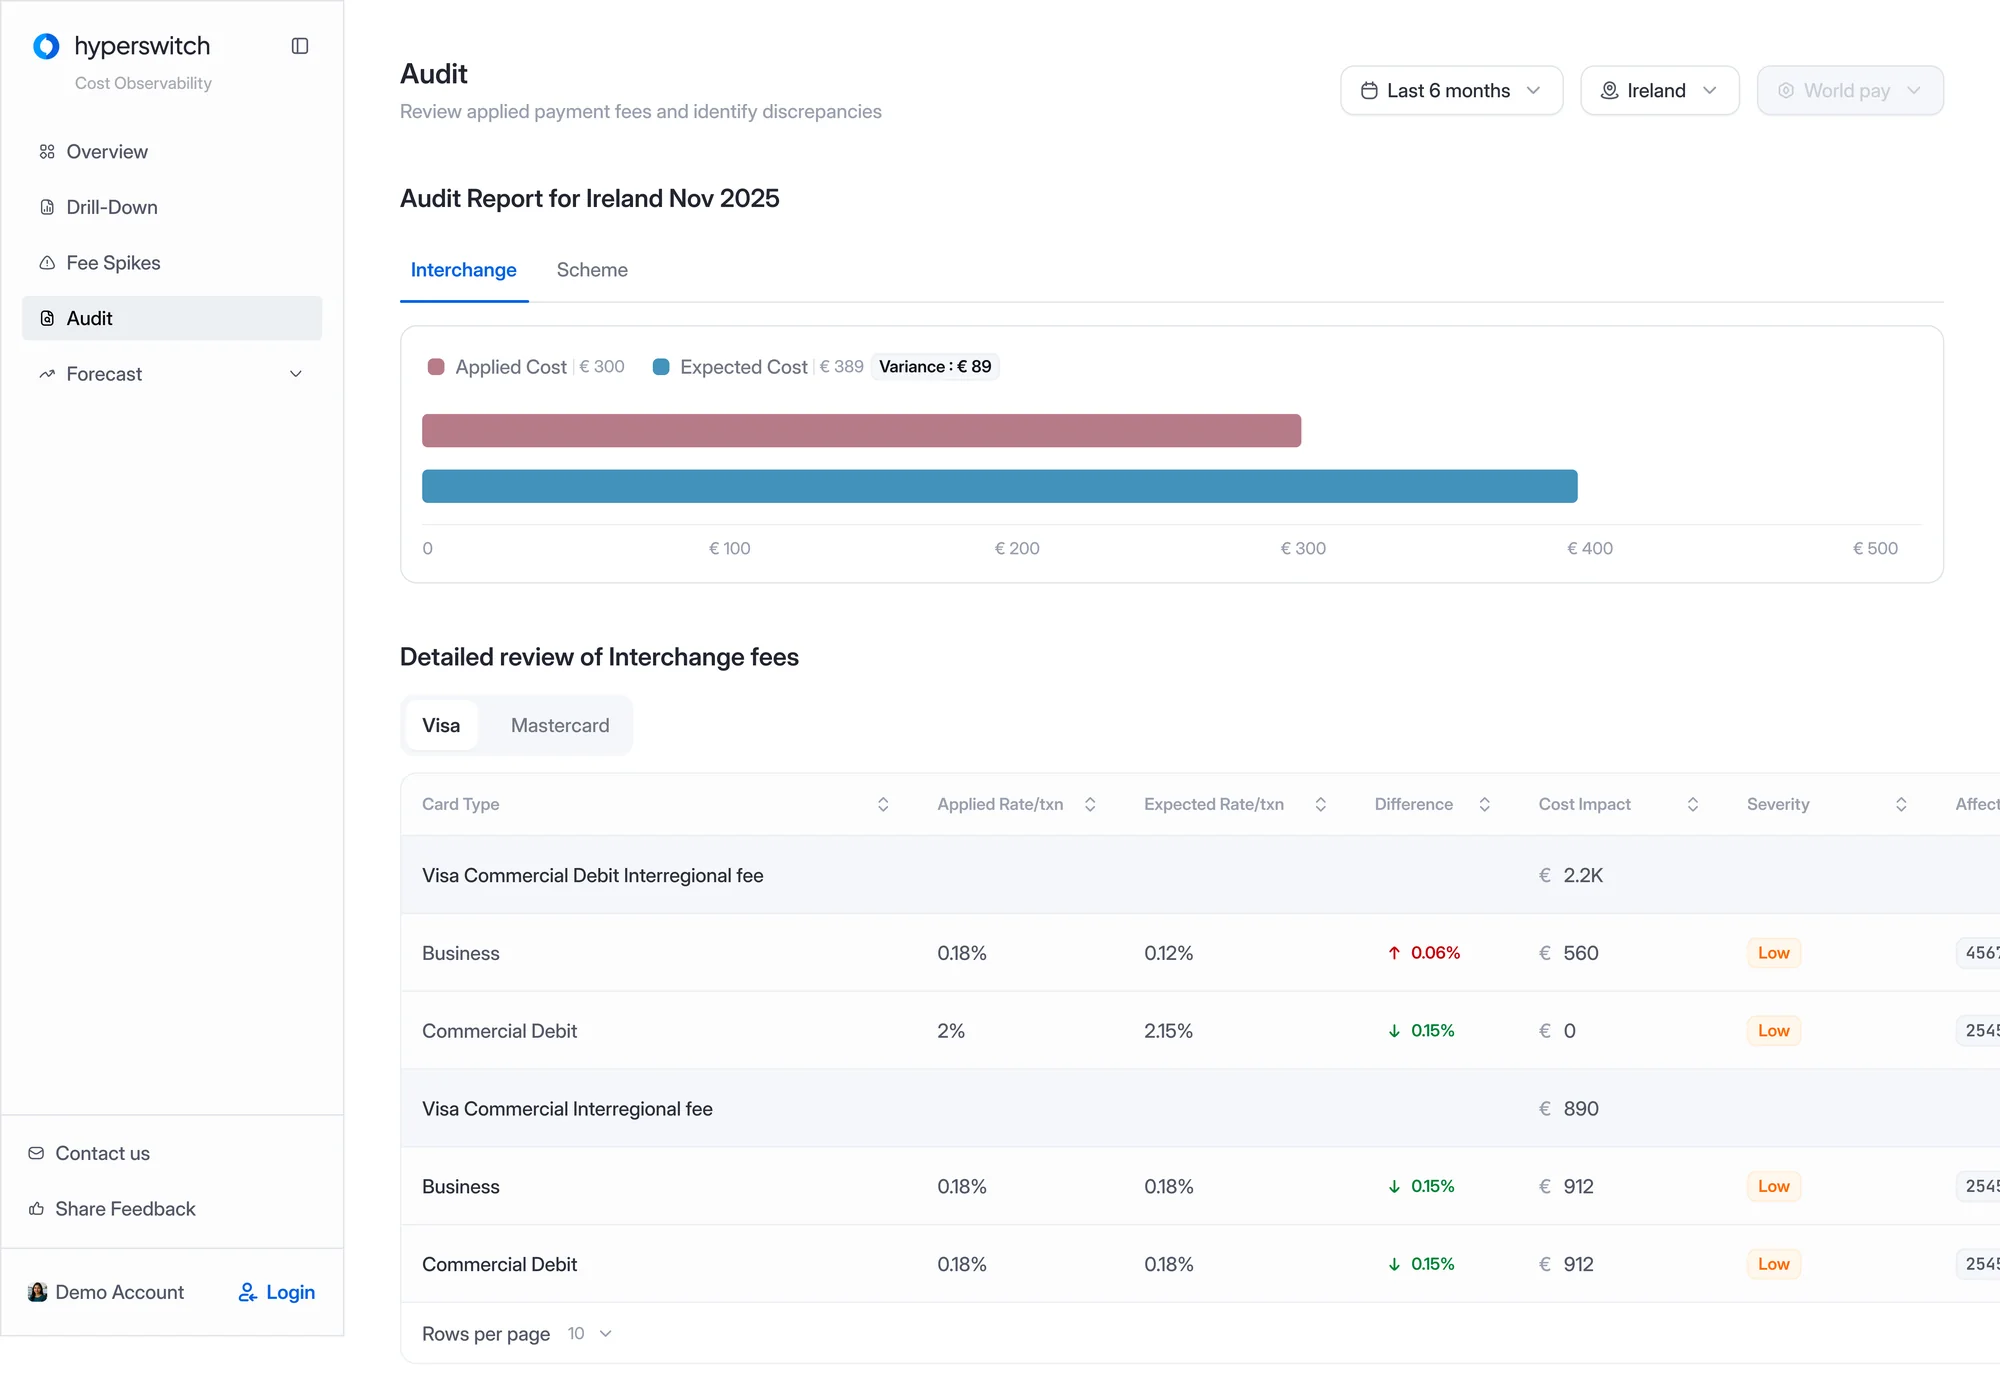 hyperswitch
Cost Observability
Overview
Drill-Down
Fee Spikes
Audit
Forecast
Contact us
Share Feedback
Demo Account
Login
Audit
Review applied payment fees and identify discrepancies
Last 6 months
Ireland
World pay
Audit Report for Ireland Nov 2025
Interchange
Scheme
Applied Cost € 300 Expected Cost € 389 Variance : € 89
0 € 100 € 200 € 300 € 400 € 500
Detailed review of Interchange fees
Visa Mastercard
Card Type Applied Rate/txn Expected Rate/txn Difference Cost Impact Severity Affect
Visa Commercial Debit Interregional fee € 2.2K
Business 0.18% 0.12% ↑ 0.06% € 560 Low 4567
Commercial Debit 2% 2.15% ↓ 0.15% € 0 Low 2545
Visa Commercial Interregional fee € 890
Business 0.18% 0.18% ↓ 0.15% € 912 Low 2545
Commercial Debit 0.18% 0.18% ↓ 0.15% € 912 Low 2545
Rows per page 10